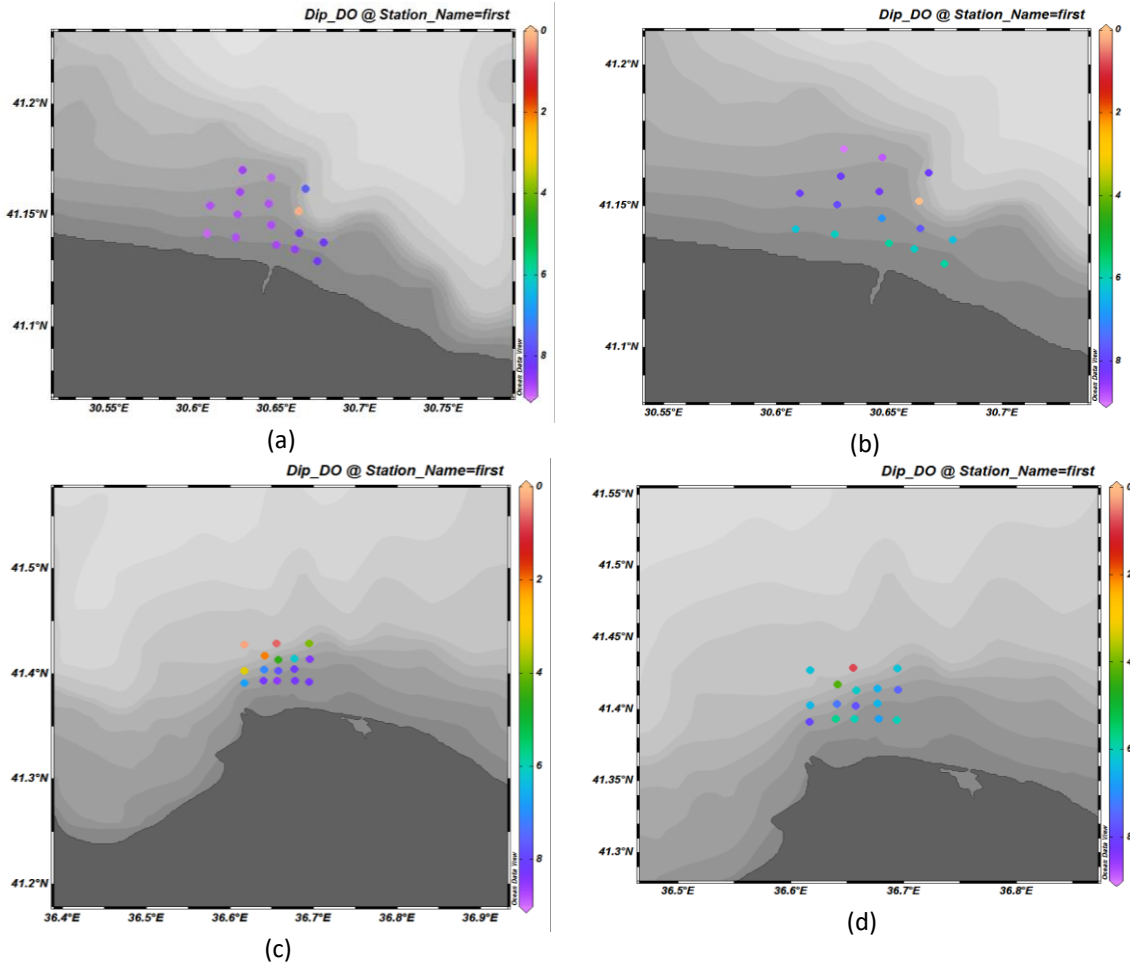 Dip_DO @ Station_Name=first
41.2°N
41.15°N
41.1°N
30.55°E 30.6°E 30.65°E 30.7°E 30.75°E
0
2
4
6
8
Ocean Data View
(a)
Dip_DO @ Station_Name=first
41.2°N
41.15°N
41.1°N
30.55°E 30.6°E 30.65°E 30.7°E
0
2
4
6
8
Ocean Data View
(b)
Dip_DO @ Station_Name=first
41.5°N
41.4°N
41.3°N
41.2°N
36.4°E 36.5°E 36.6°E 36.7°E 36.8°E 36.9°E
0
2
4
6
8
Ocean Data View
(c)
Dip_DO @ Station_Name=first
41.55°N
41.5°N
41.45°N
41.4°N
41.35°N
41.3°N
36.5°E 36.6°E 36.7°E 36.8°E
0
2
4
6
8
Ocean Data View
(d)